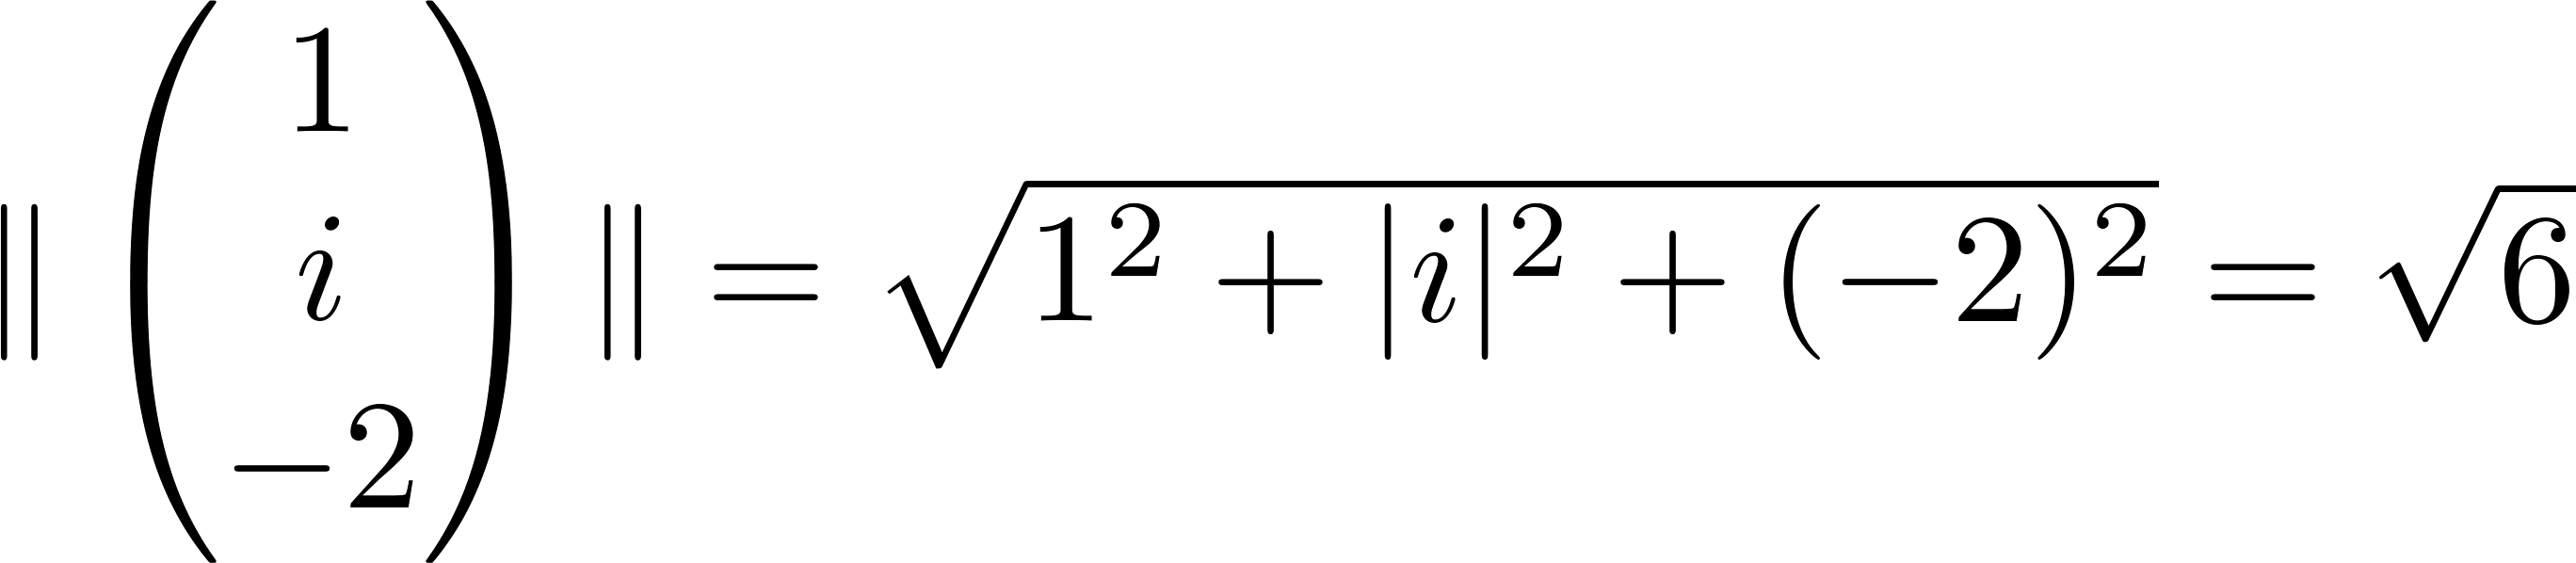 ‖ ( 1 i −2 ) ‖ = √(1² + |i|² + (−2)²) = √6